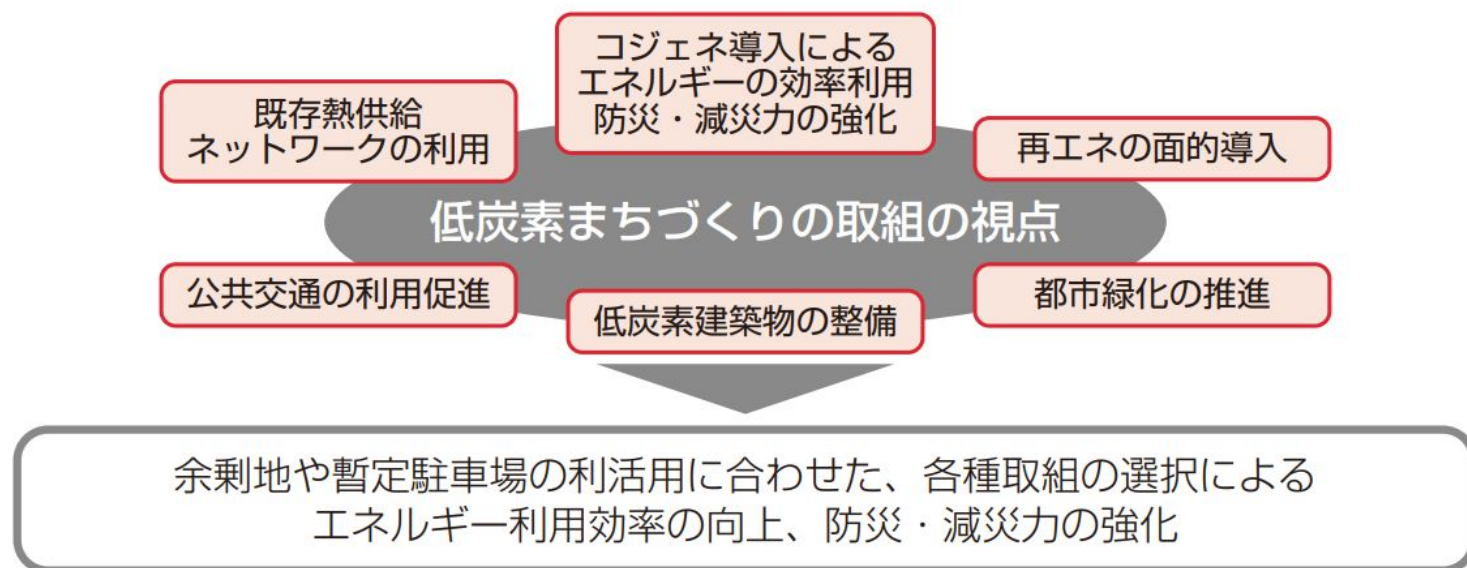 コジェネ導入による
エネルギーの効率利用
防災・減災力の強化
既存熱供給
ネットワークの利用
再エネの面的導入
低炭素まちづくりの取組の視点
公共交通の利用促進
低炭素建築物の整備
都市緑化の推進
余剰地や暫定駐車場の利活用に合わせた、各種取組の選択による
エネルギー利用効率の向上、防災・減災力の強化